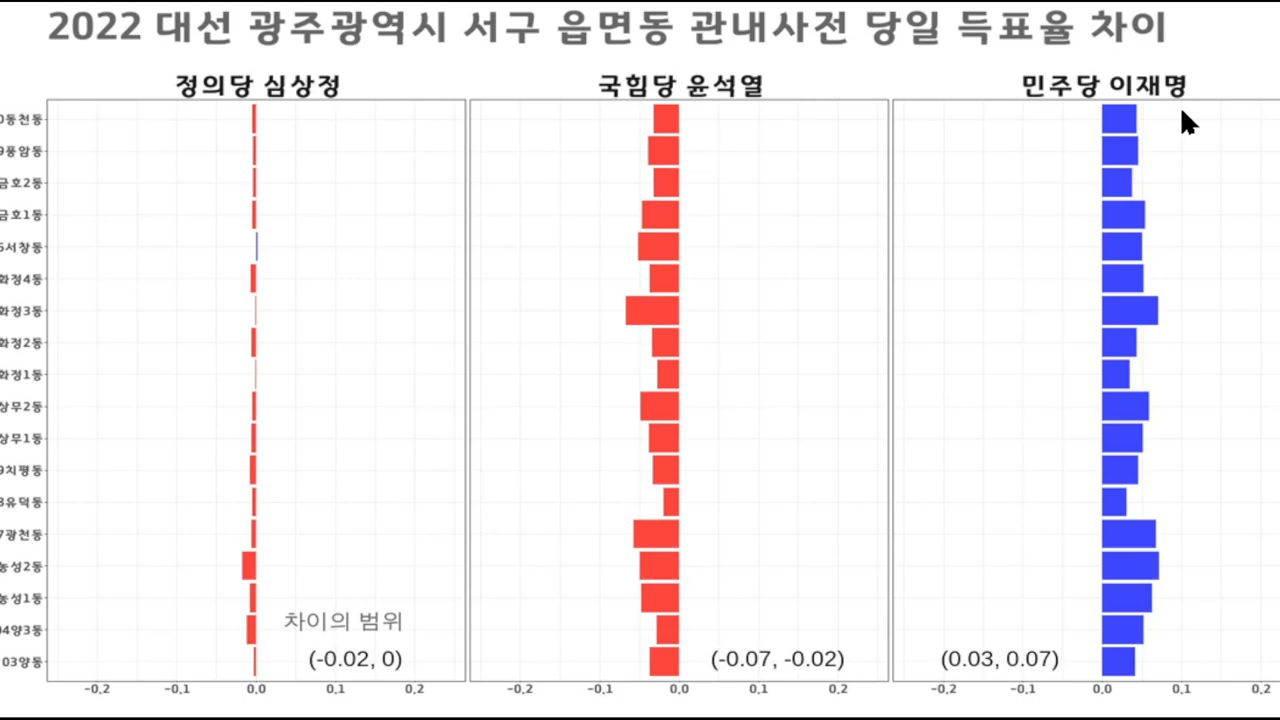 2022 대선 광주광역시 서구 읍면동 관내사전 당일 득표율 차이
정의당 심상정 국힘당 윤석열 민주당 이재명
동천동
풍암동
금호2동
금호1동
서창동
화정4동
화정3동
화정2동
화정1동
상무2동
상무1동
치평동
유덕동
광천동
농성2동
농성1동
04양3동
03양동
차이의 범위
(-0.02, 0) (-0.07, -0.02) (0.03, 0.07)
-0.2 -0.1 0.0 0.1 0.2 -0.2 -0.1 0.0 0.1 0.2 -0.2 -0.1 0.0 0.1 0.2